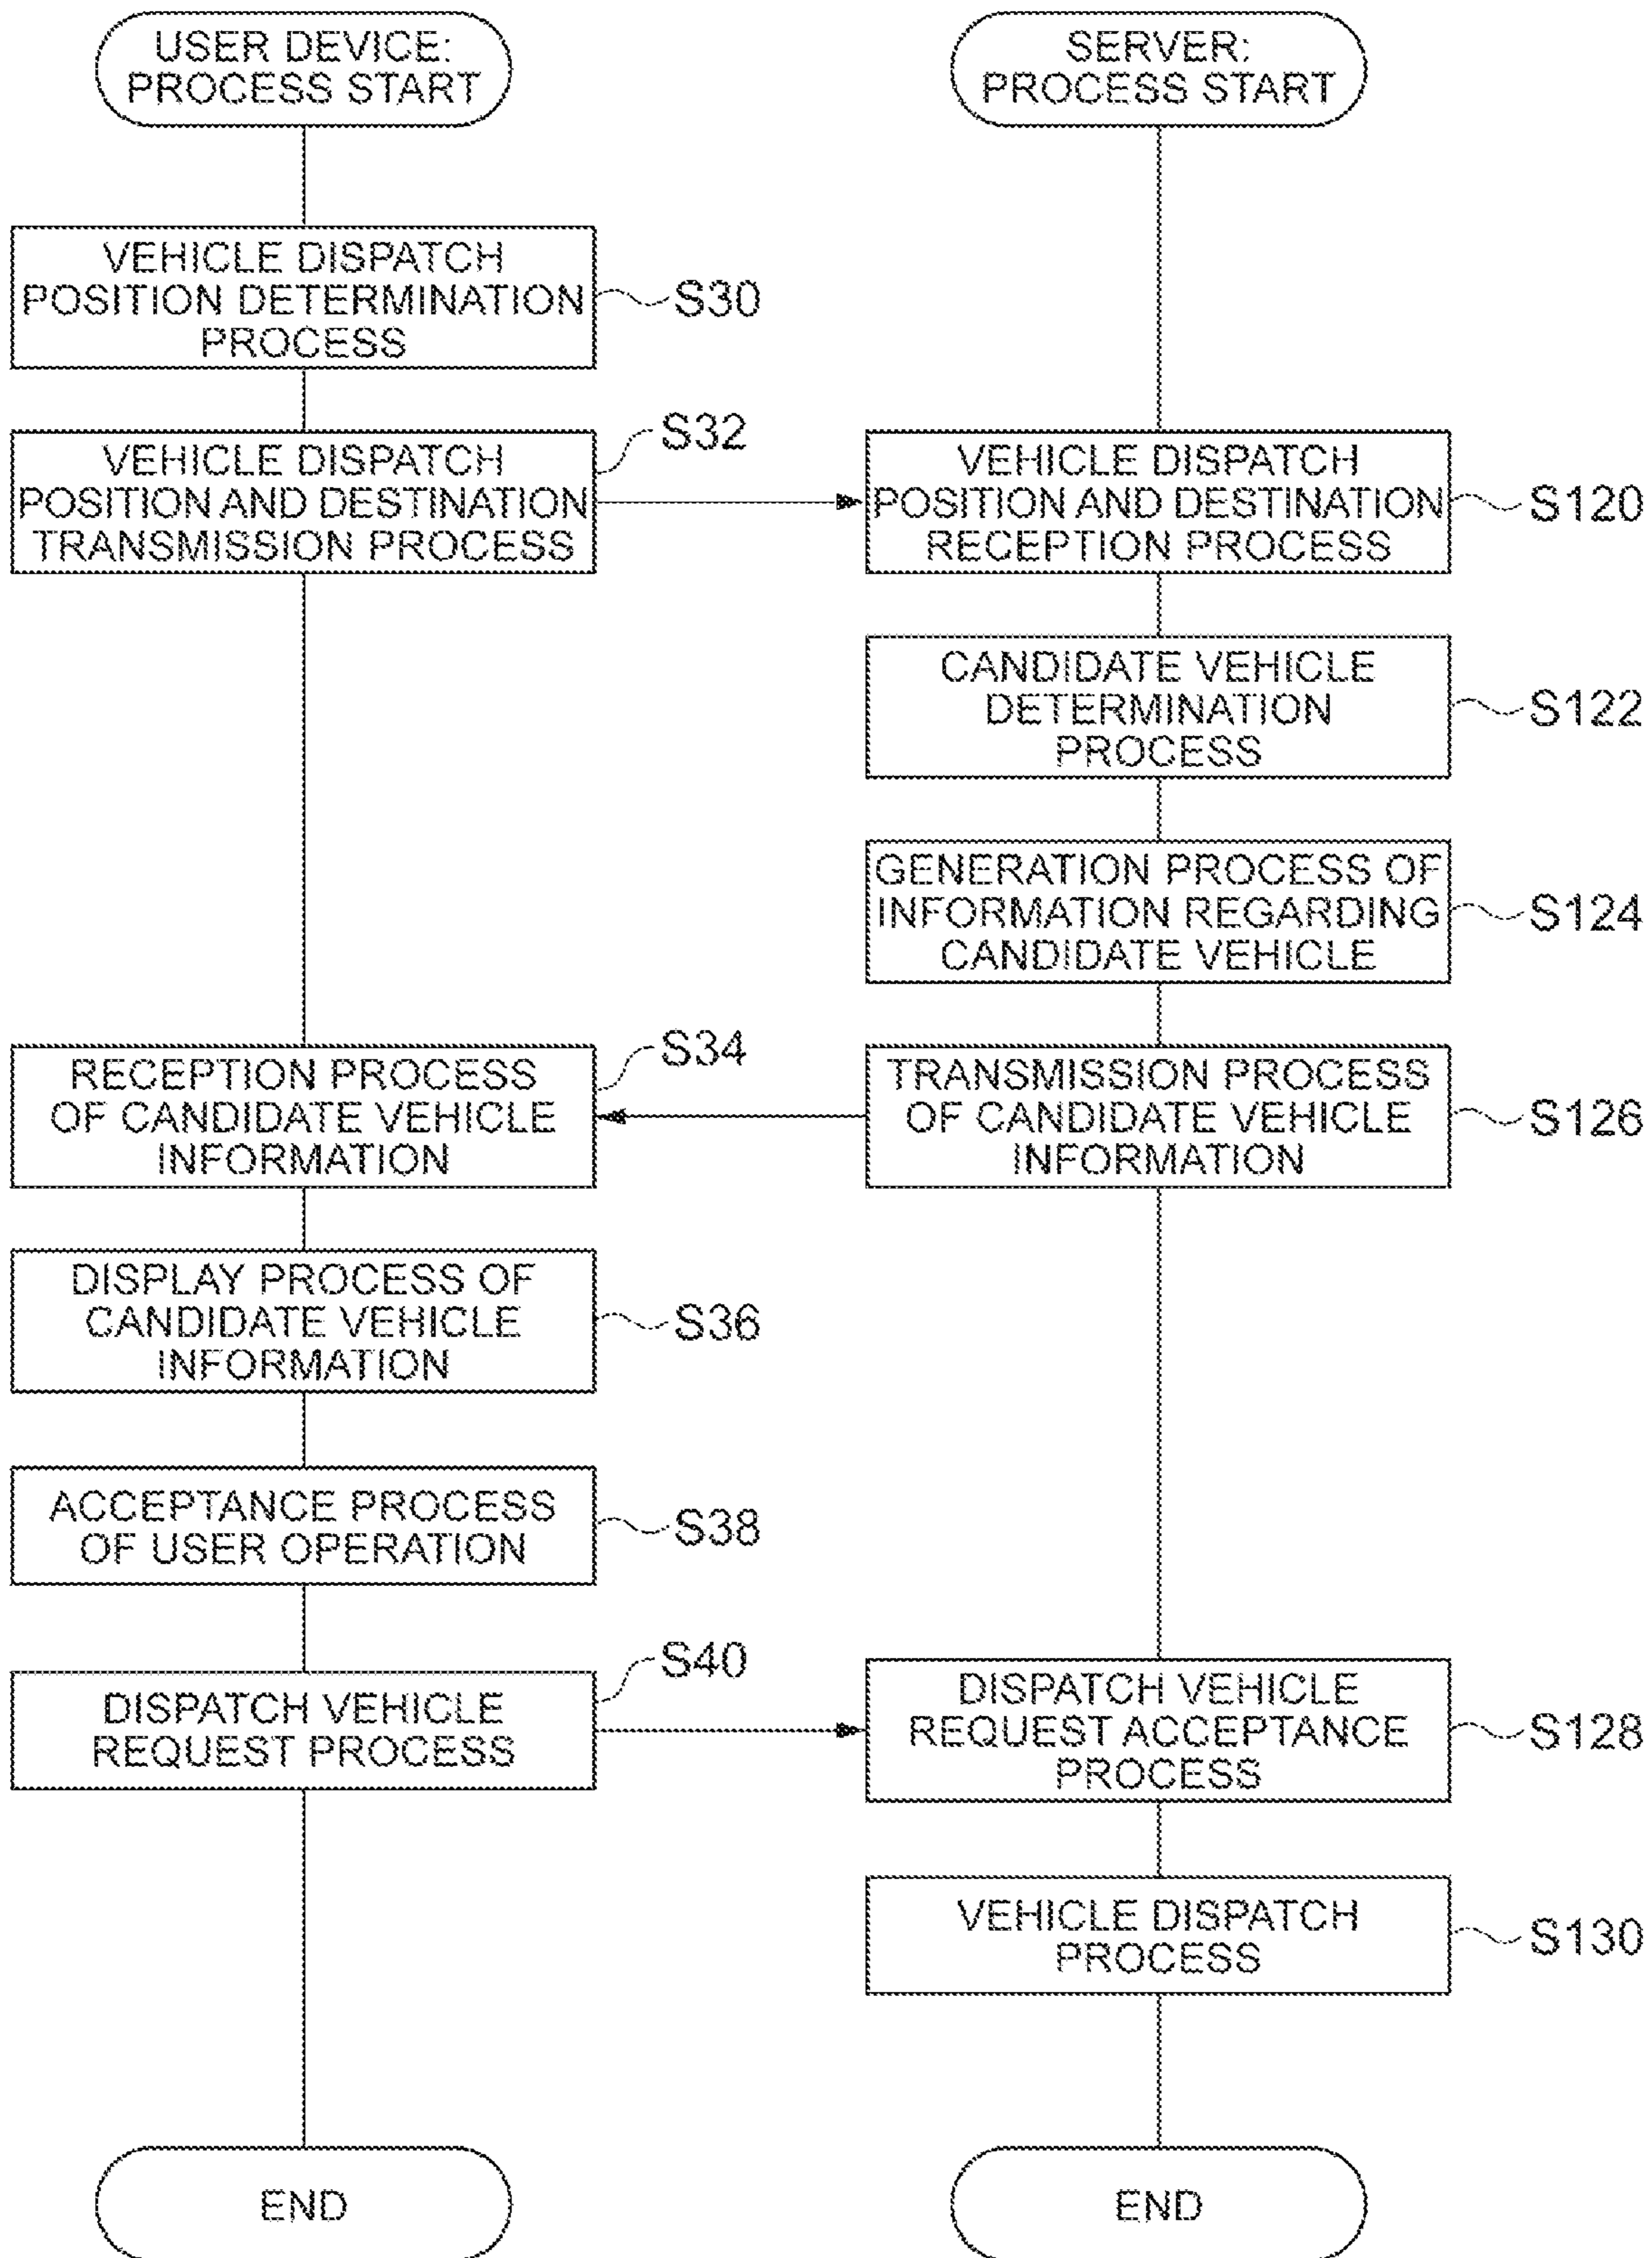 USER DEVICE:
PROCESS START
SERVER:
PROCESS START
VEHICLE DISPATCH
POSITION DETERMINATION
PROCESS
S30
VEHICLE DISPATCH
POSITION AND DESTINATION
TRANSMISSION PROCESS
S32
VEHICLE DISPATCH
POSITION AND DESTINATION
RECEPTION PROCESS
S120
CANDIDATE VEHICLE
DETERMINATION
PROCESS
S122
GENERATION PROCESS OF
INFORMATION REGARDING
CANDIDATE VEHICLE
S124
RECEPTION PROCESS
OF CANDIDATE VEHICLE
INFORMATION
S34
TRANSMISSION PROCESS
OF CANDIDATE VEHICLE
INFORMATION
S126
DISPLAY PROCESS OF
CANDIDATE VEHICLE
INFORMATION
S36
ACCEPTANCE PROCESS
OF USER OPERATION
S38
DISPATCH VEHICLE
REQUEST PROCESS
S40
DISPATCH VEHICLE
REQUEST ACCEPTANCE
PROCESS
S128
VEHICLE DISPATCH
PROCESS
S130
END
END